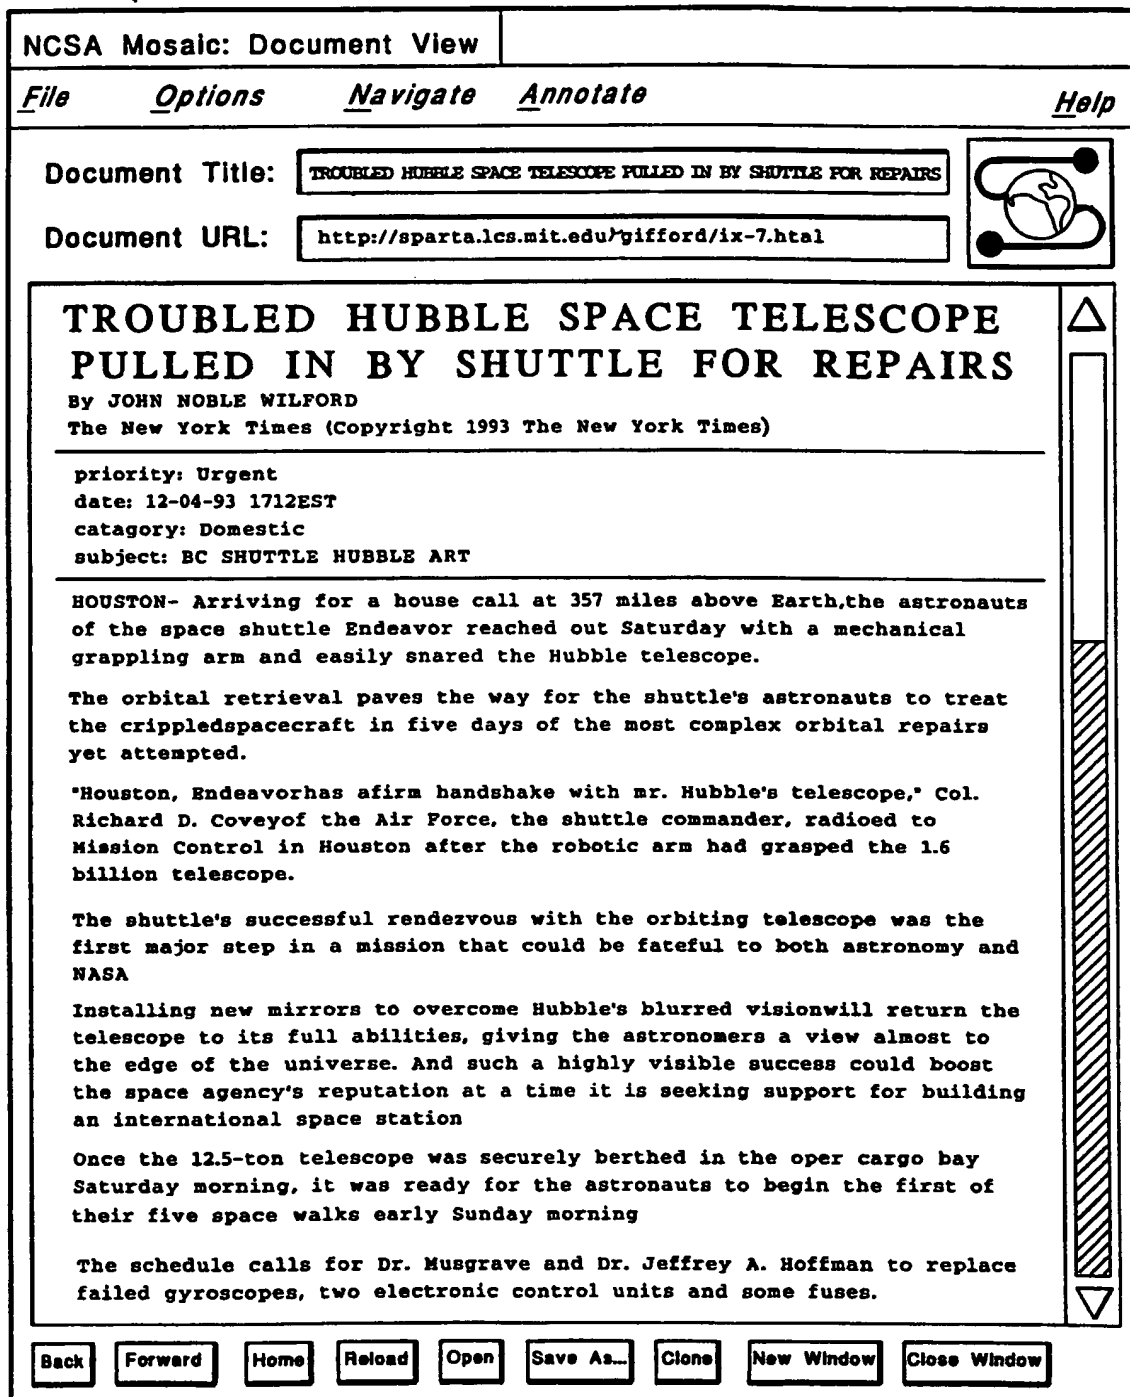 NCSA Mosaic: Document View
File Options Navigate Annotate Help
Document Title: TROUBLED HUBBLE SPACE TELESCOPE PULLED IN BY SHUTTLE FOR REPAIRS
Document URL: http://sparta.lcs.mit.edu/gifford/ix-7.htal
TROUBLED HUBBLE SPACE TELESCOPE
PULLED IN BY SHUTTLE FOR REPAIRS
By JOHN NOBLE WILFORD
The New York Times (Copyright 1993 The New York Times)
priority: Urgent
date: 12-04-93 1712EST
catagory: Domestic
subject: BC SHUTTLE HUBBLE ART
HOUSTON- Arriving for a house call at 357 miles above Earth,the astronauts
of the space shuttle Endeavor reached out Saturday with a mechanical
grappling arm and easily snared the Hubble telescope.
The orbital retrieval paves the way for the shuttle's astronauts to treat
the crippledspacecraft in five days of the most complex orbital repairs
yet attempted.
"Houston, Endeavorhas afirm handshake with mr. Hubble's telescope," Col.
Richard D. Coveyof the Air Force, the shuttle commander, radioed to
Mission Control in Houston after the robotic arm had grasped the 1.6
billion telescope.
The shuttle's successful rendezvous with the orbiting telescope was the
first major step in a mission that could be fateful to both astronomy and
NASA
Installing new mirrors to overcome Hubble's blurred visionwill return the
telescope to its full abilities, giving the astronomers a view almost to
the edge of the universe. And such a highly visible success could boost
the space agency's reputation at a time it is seeking support for building
an international space station
Once the 12.5-ton telescope was securely berthed in the oper cargo bay
Saturday morning, it was ready for the astronauts to begin the first of
their five space walks early Sunday morning
The schedule calls for Dr. Musgrave and Dr. Jeffrey A. Hoffman to replace
failed gyroscopes, two electronic control units and some fuses.
Back Forward Home Reload Open Save As... Clone New Window Close Window